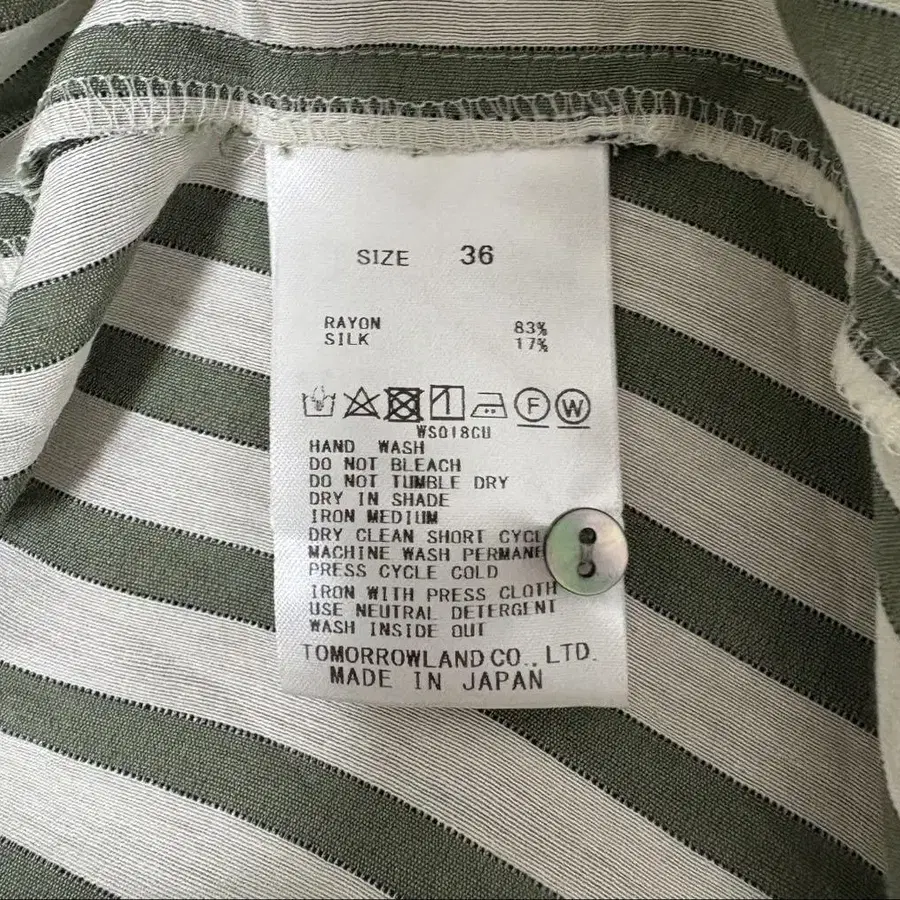 SIZE 36
RAYON 83%
SILK 17%
F W
WS018CU
HAND WASH
DO NOT BLEACH
DO NOT TUMBLE DRY
DRY IN SHADE
IRON MEDIUM
DRY CLEAN SHORT CYCL
MACHINE WASH PERMANE
PRESS CYCLE COLD
IRON WITH PRESS CLOTH
USE NEUTRAL DETERGENT
WASH INSIDE OUT
TOMORROWLAND CO., LTD.
MADE IN JAPAN